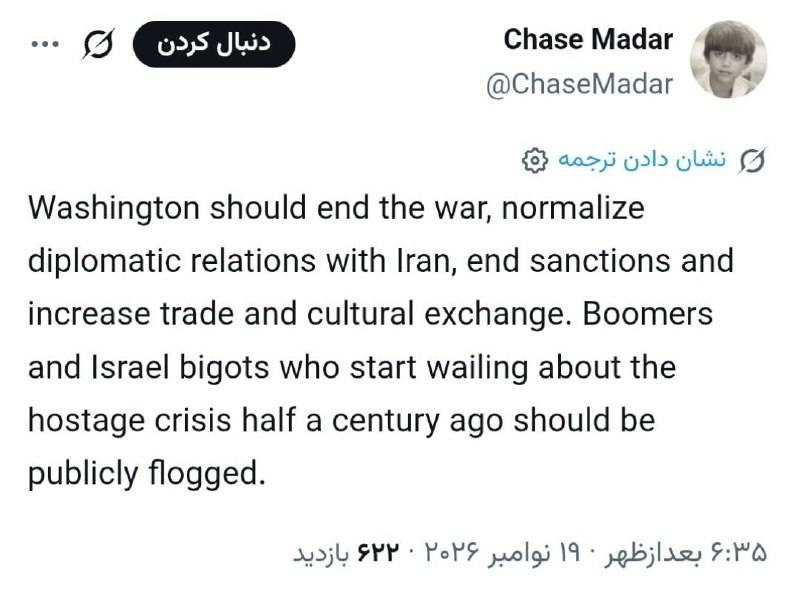 Chase Madar
@ChaseMadar
دنبال کردن
نشان دادن ترجمه
Washington should end the war, normalize
diplomatic relations with Iran, end sanctions and
increase trade and cultural exchange. Boomers
and Israel bigots who start wailing about the
hostage crisis half a century ago should be
publicly flogged.
۶:۳۵ بعدازظهر · ۱۹ نوامبر ۲۰۲۶ · ۶۲۲ بازدید